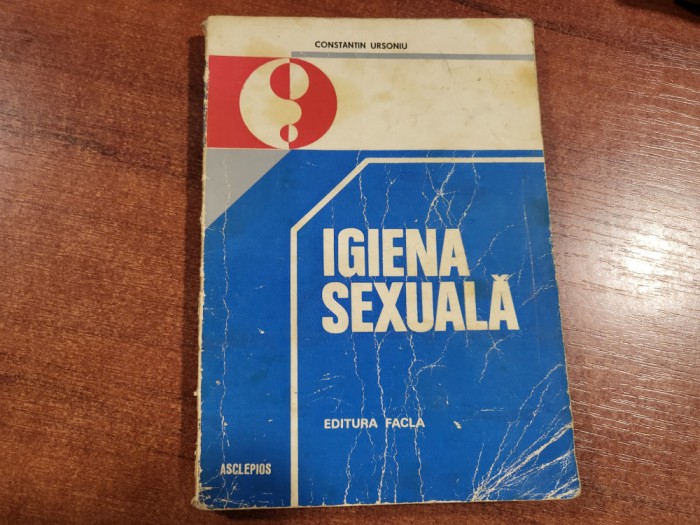 CONSTANTIN URSONIU
IGIENA
SEXUALĂ
EDITURA FACLA
ASCLEPIOS